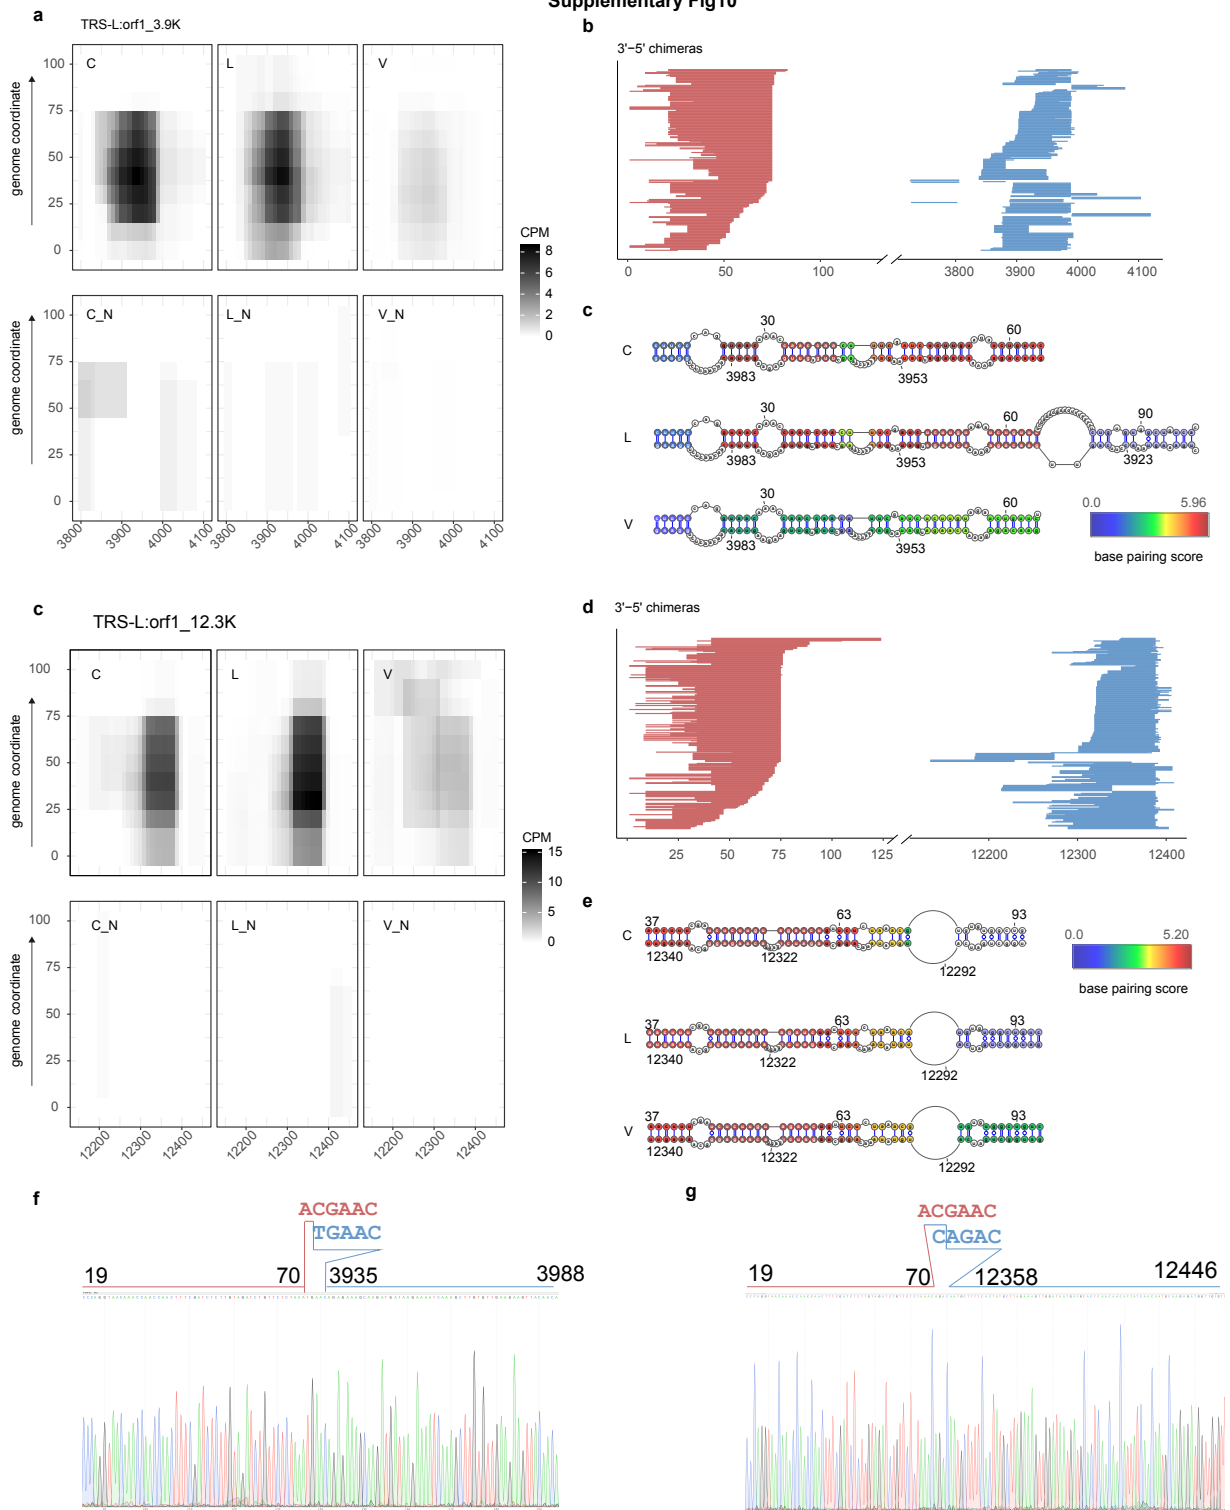 Supplementary Fig10
a
TRS-L:orf1_3.9K
genome coordinate
100
75
50
25
0
C
L
V
CPM
8
6
4
2
0
genome coordinate
100
75
50
25
0
C_N
L_N
V_N
3800
3900
4000
4100
3800
3900
4000
4100
3800
3900
4000
4100
b
3'−5' chimeras
0
50
100
3800
3900
4000
4100
c
C
30
60
3983
3953
L
30
60
90
3983
3953
3923
V
30
60
3983
3953
0.0
5.96
base pairing score
c
TRS-L:orf1_12.3K
genome coordinate
100
75
50
25
0
C
L
V
CPM
15
10
5
0
genome coordinate
100
75
50
25
0
C_N
L_N
V_N
12200
12300
12400
12200
12300
12400
12200
12300
12400
d
3'−5' chimeras
25
50
75
100
125
12200
12300
12400
e
C
37
63
93
12340
12322
12292
L
37
63
93
12340
12322
12292
V
37
63
93
12340
12322
12292
0.0
5.20
base pairing score
f
ACGAAC
TGAAC
19
70
3935
3988
g
ACGAAC
CAGAC
19
70
12358
12446